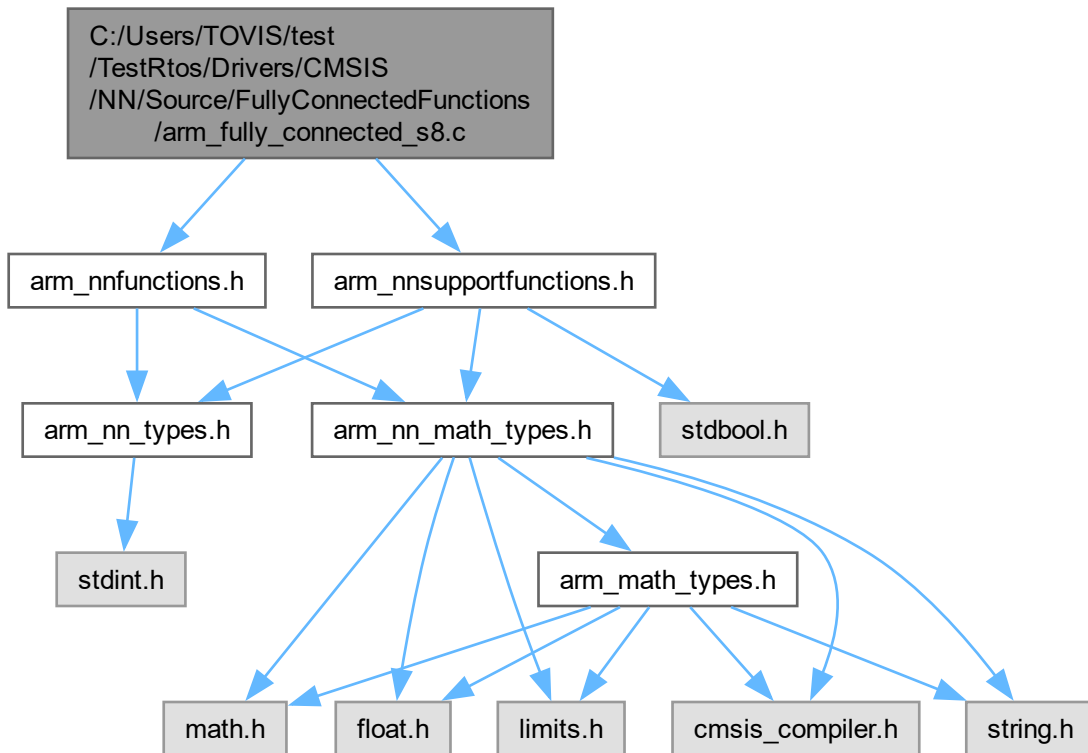 C:/Users/TOVIS/test
/TestRtos/Drivers/CMSIS
/NN/Source/FullyConnectedFunctions
/arm_fully_connected_s8.c
arm_nnfunctions.h
arm_nnsupportfunctions.h
arm_nn_types.h
arm_nn_math_types.h
stdbool.h
stdint.h
arm_math_types.h
math.h
float.h
limits.h
cmsis_compiler.h
string.h